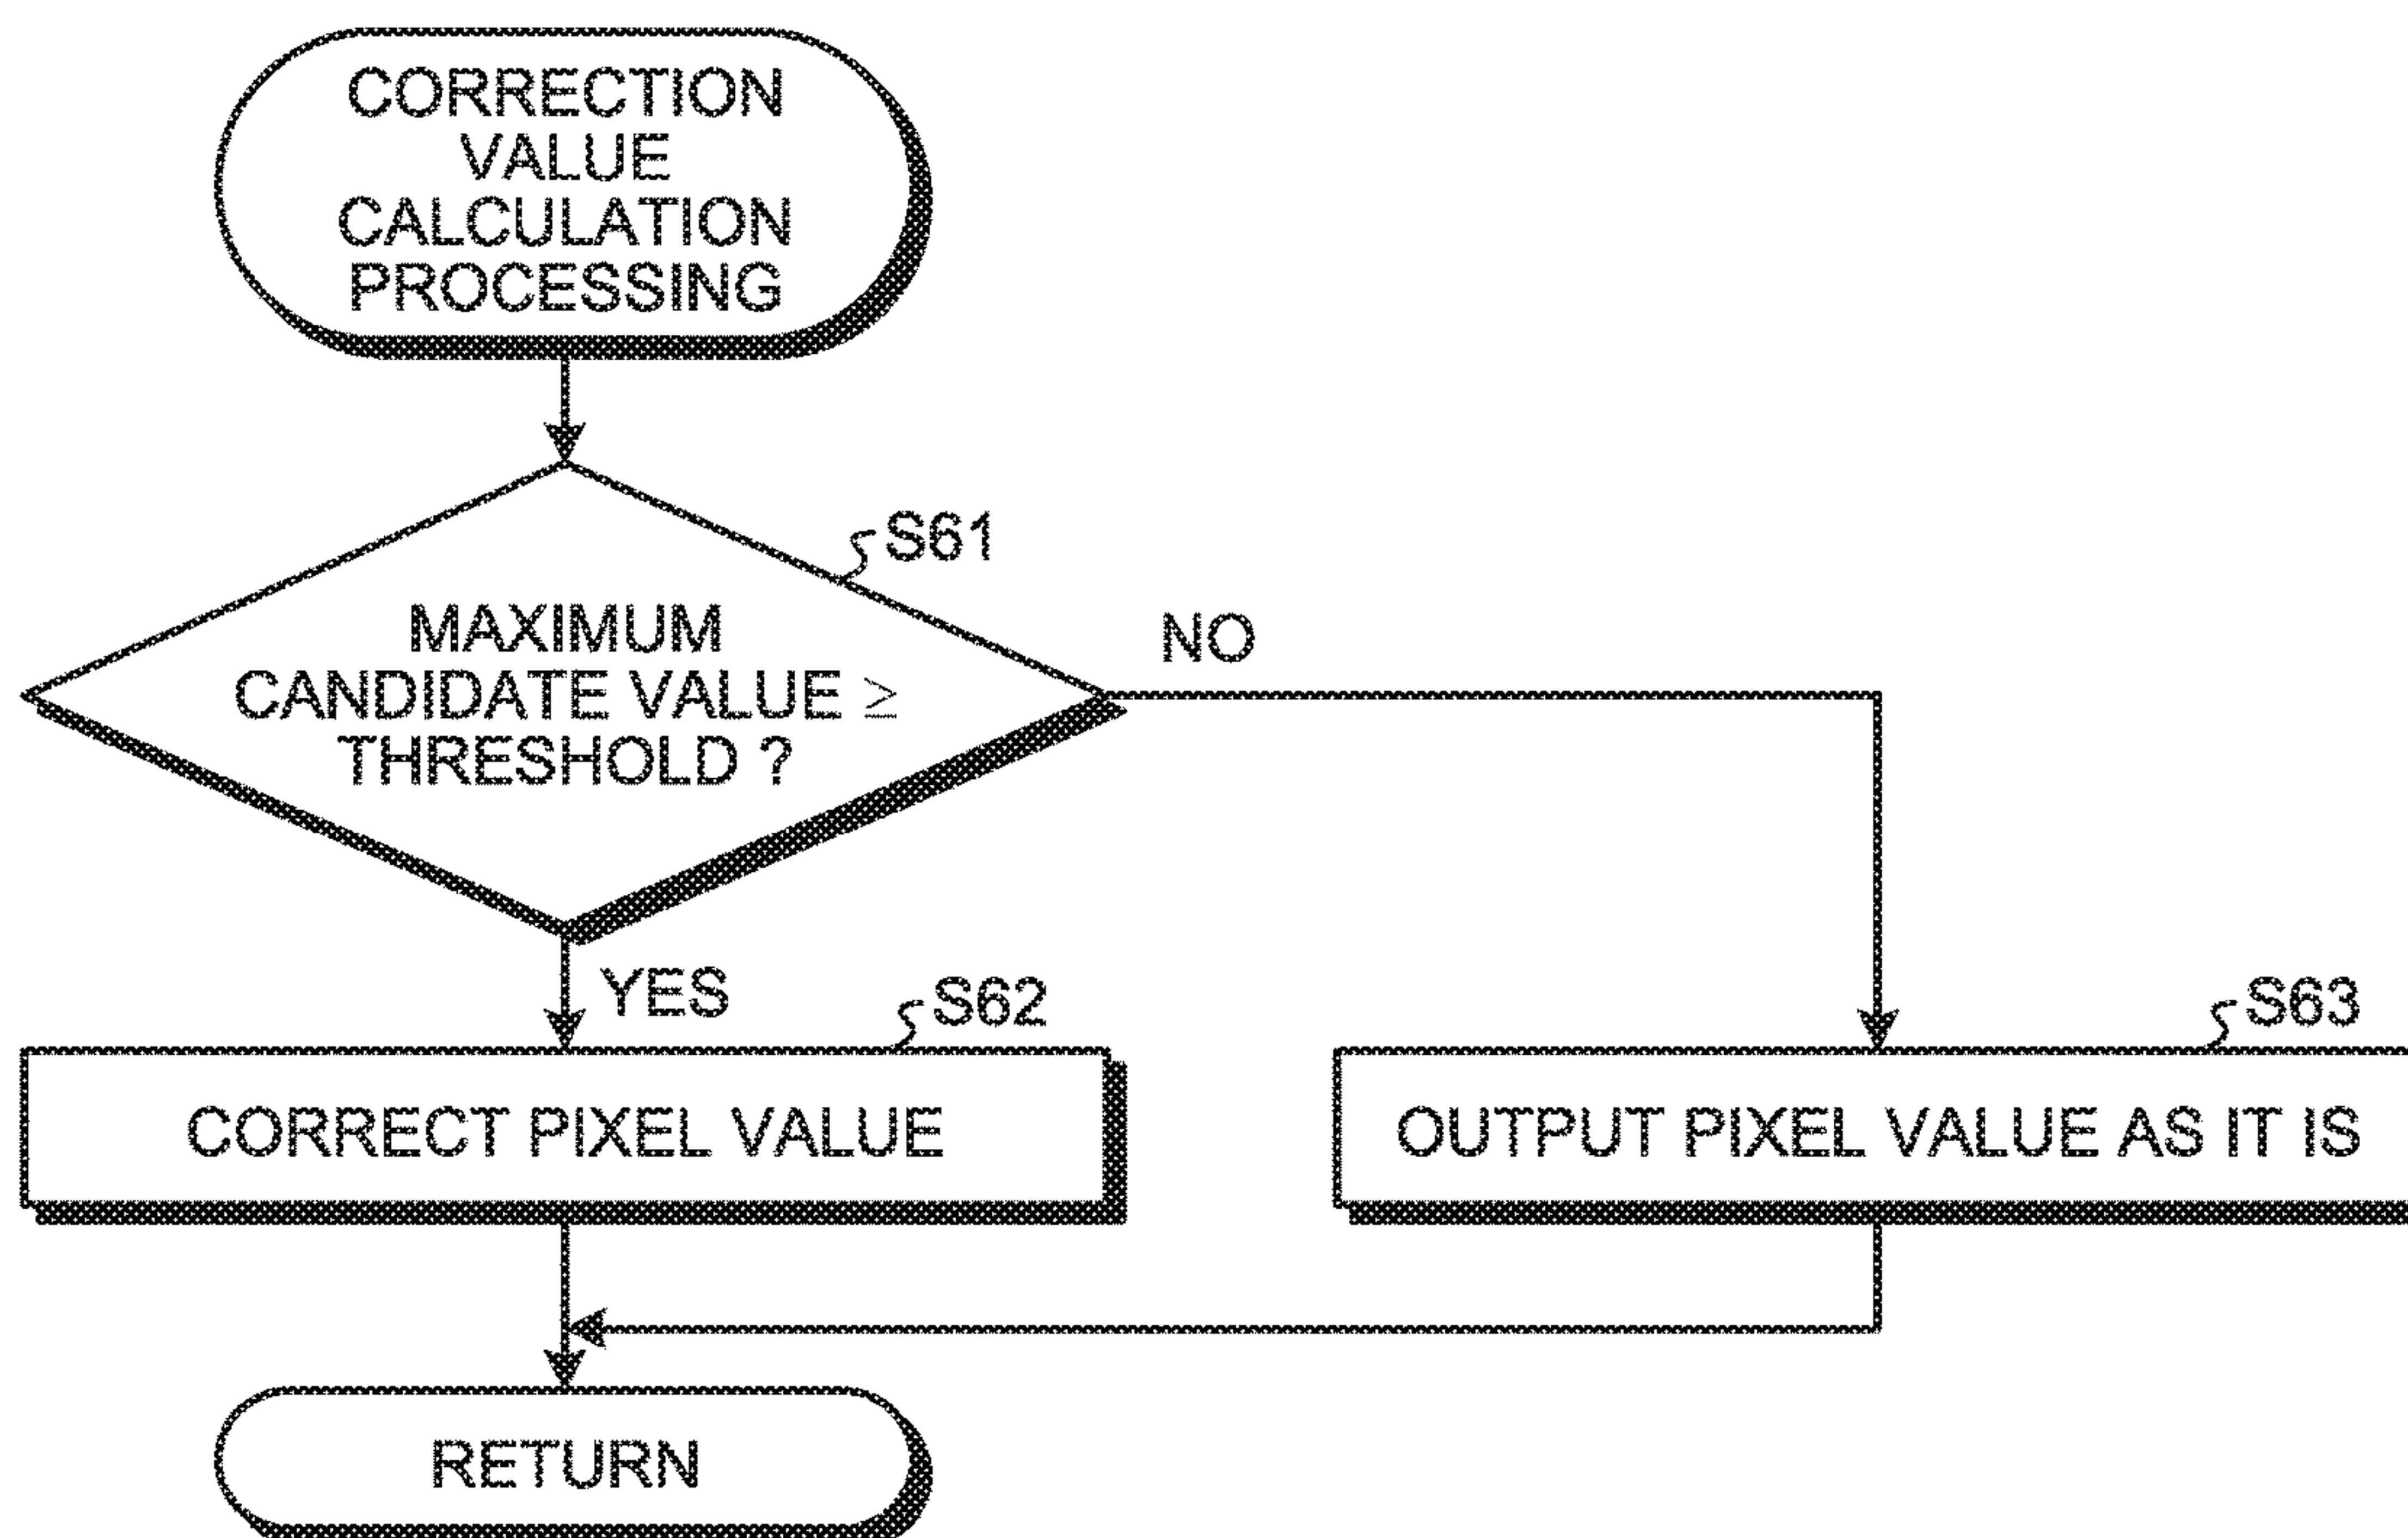 CORRECTION
VALUE
CALCULATION
PROCESSING
S61
MAXIMUM
CANDIDATE VALUE ≥
THRESHOLD ?
NO
YES
S62
S63
CORRECT PIXEL VALUE
OUTPUT PIXEL VALUE AS IT IS
RETURN